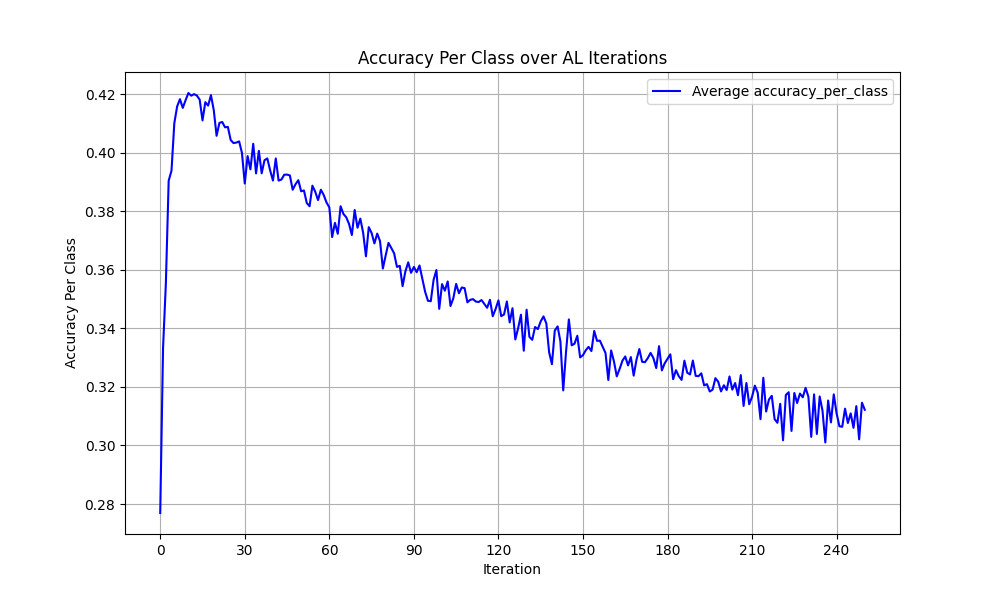 Accuracy Per Class over AL Iterations
Average accuracy_per_class
Accuracy Per Class
0.42
0.40
0.38
0.36
0.34
0.32
0.30
0.28
0 30 60 90 120 150 180 210 240
Iteration